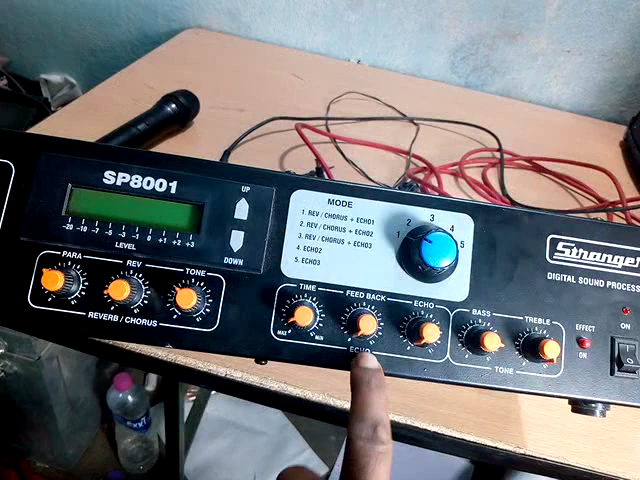 SP8001
UP
DOWN
-20 -10 -7 -5 -3 -1 0 +1 +2 +3
LEVEL
PARA REV TONE
REVERB / CHORUS
MODE
1. REV / CHORUS + ECHO1
2. REV / CHORUS + ECHO2
3. REV / CHORUS + ECHO3
4. ECHO2
5. ECHO3
1 2 3 4 5
TIME FEED BACK ECHO
MAX MIN
ECHO
BASS TREBLE
TONE
Stranger
DIGITAL SOUND PROCESS
EFFECT
ON
ON